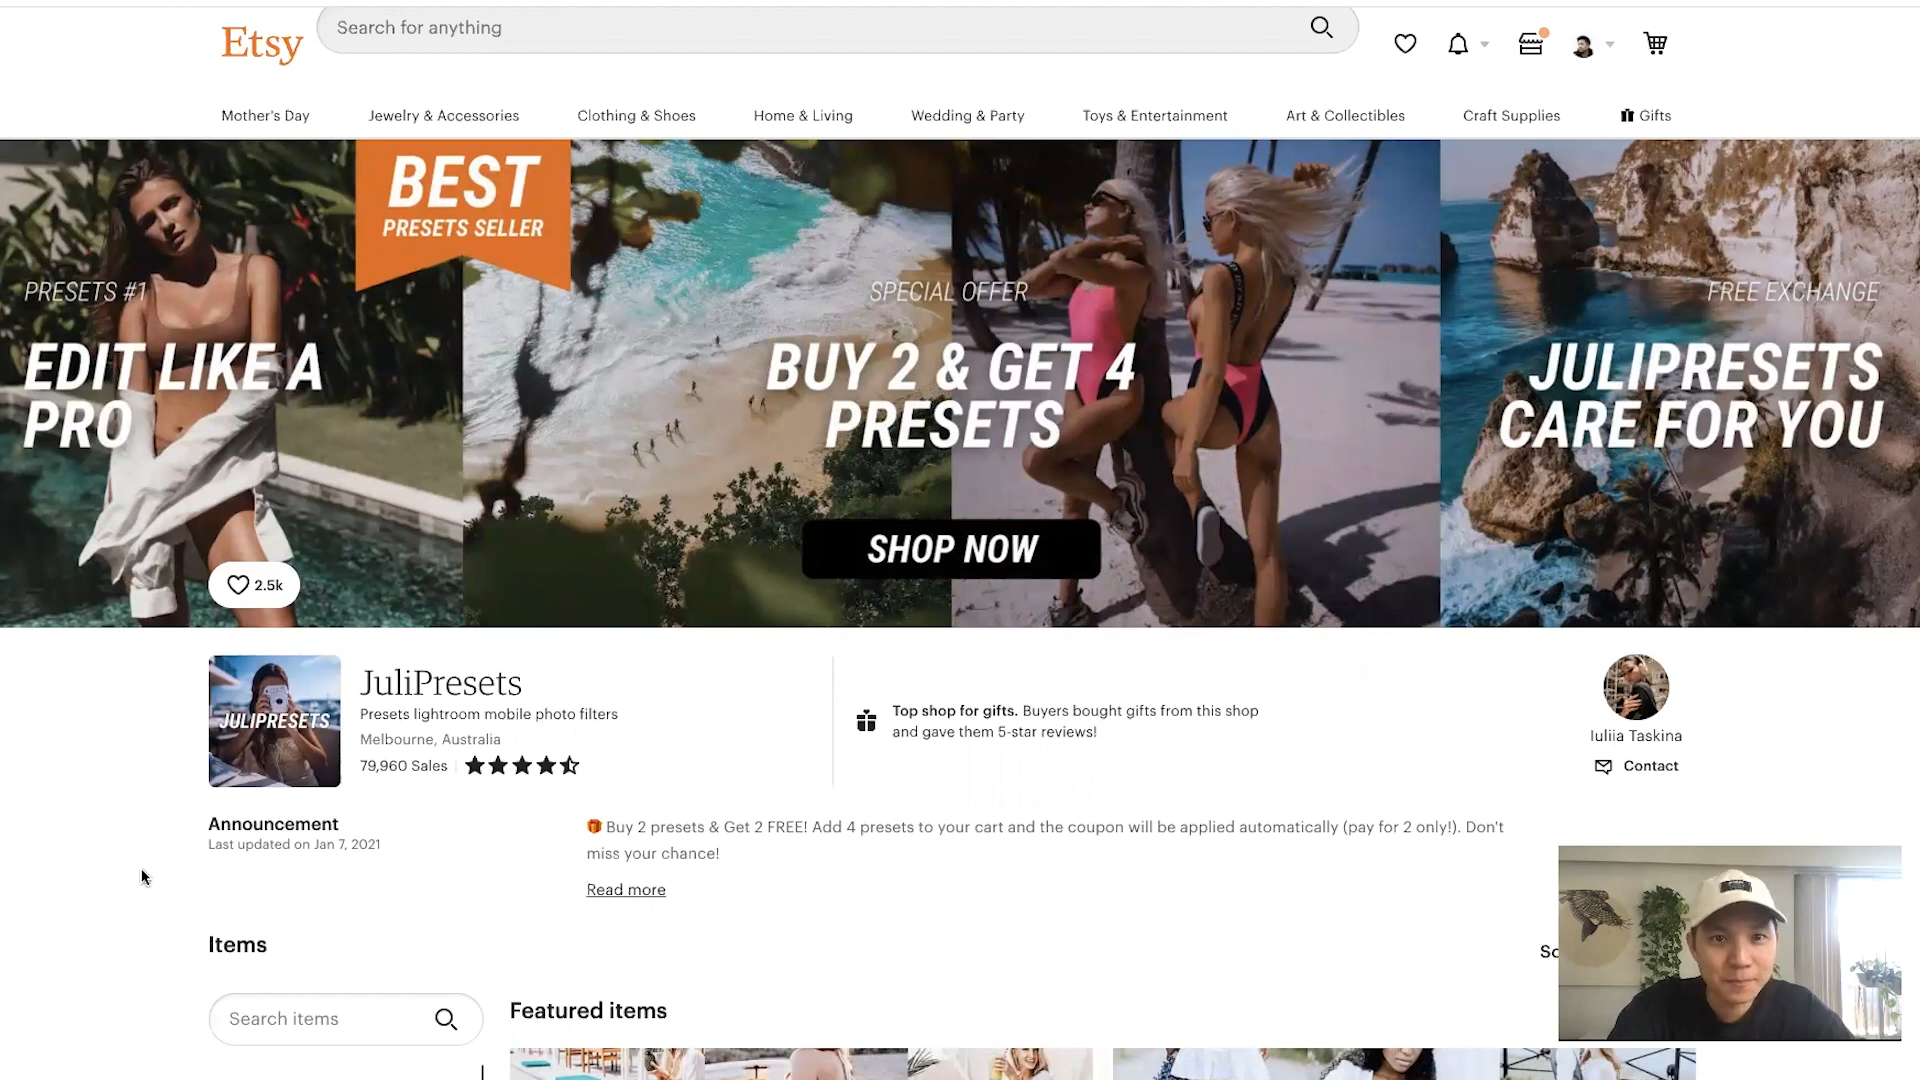 Etsy
Search for anything
Mother's Day
Jewelry & Accessories
Clothing & Shoes
Home & Living
Wedding & Party
Toys & Entertainment
Art & Collectibles
Craft Supplies
Gifts
BEST
PRESETS SELLER
PRESETS #1
EDIT LIKE A
PRO
SPECIAL OFFER
BUY 2 & GET 4
PRESETS
SHOP NOW
FREE EXCHANGE
JULIPRESETS
CARE FOR YOU
2.5k
JULIPRESETS
JuliPresets
Presets lightroom mobile photo filters
Melbourne, Australia
79,960 Sales
Top shop for gifts. Buyers bought gifts from this shop
and gave them 5-star reviews!
Iuliia Taskina
Contact
Announcement
Last updated on Jan 7, 2021
Buy 2 presets & Get 2 FREE! Add 4 presets to your cart and the coupon will be applied automatically (pay for 2 only!). Don't
miss your chance!
Read more
Items
Search items
Featured items